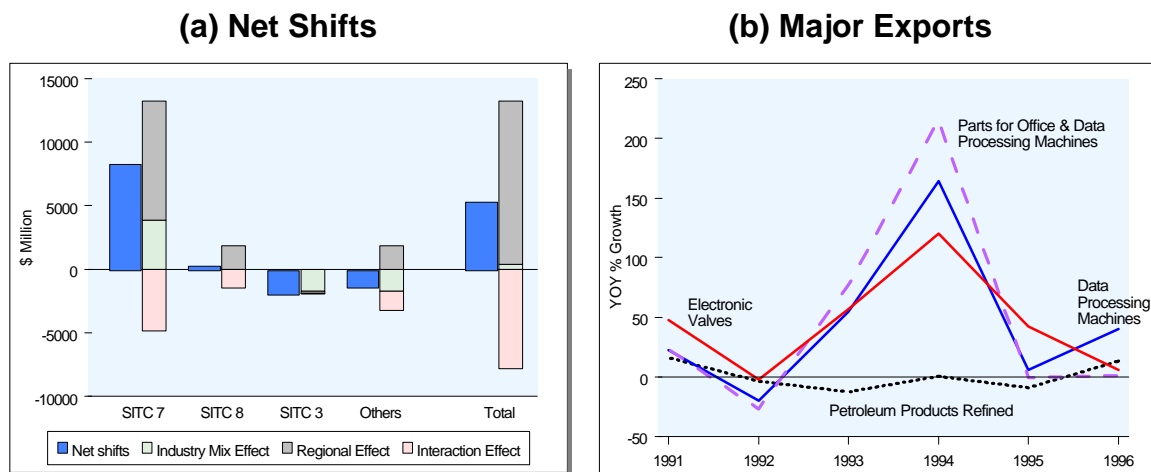 (a) Net Shifts
15000
10000
5000
0
-5000
-10000
$ Million
SITC 7 SITC 8 SITC 3 Others Total
Net shifts Industry Mix Effect Regional Effect Interaction Effect
(b) Major Exports
250
200
150
100
50
0
-50
YOY % Growth
Parts for Office & Data
Processing Machines
Electronic
Valves
Data
Processing
Machines
Petroleum Products Refined
1991 1992 1993 1994 1995 1996